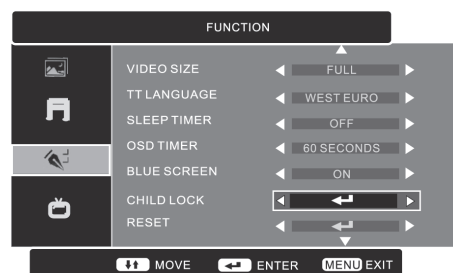 FUNCTION
VIDEO SIZE FULL
TT LANGUAGE WEST EURO
SLEEP TIMER OFF
OSD TIMER 60 SECONDS
BLUE SCREEN ON
CHILD LOCK
RESET
MOVE ENTER MENU EXIT